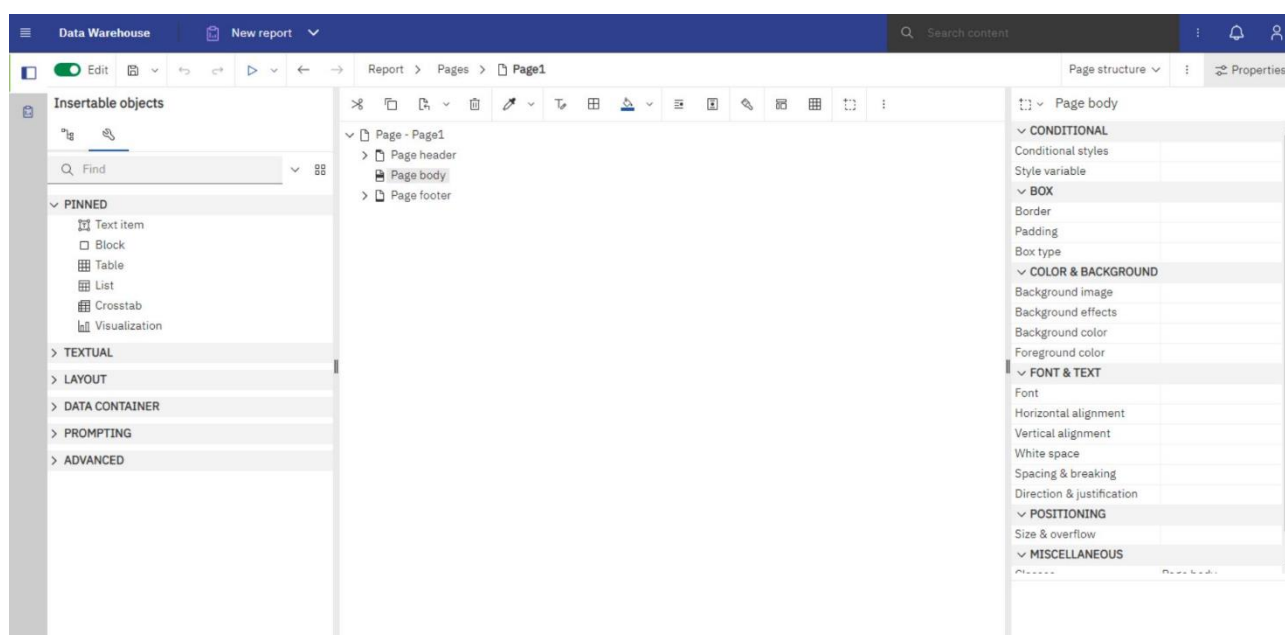 Data Warehouse New report Search content
Edit Report > Pages > Page1 Page structure Properties
Insertable objects
Find
PINNED
Text item
Block
Table
List
Crosstab
Visualization
TEXTUAL
LAYOUT
DATA CONTAINER
PROMPTING
ADVANCED
Page - Page1
Page header
Page body
Page footer
Page body
CONDITIONAL
Conditional styles
Style variable
BOX
Border
Padding
Box type
COLOR & BACKGROUND
Background image
Background effects
Background color
Foreground color
FONT & TEXT
Font
Horizontal alignment
Vertical alignment
White space
Spacing & breaking
Direction & justification
POSITIONING
Size & overflow
MISCELLANEOUS